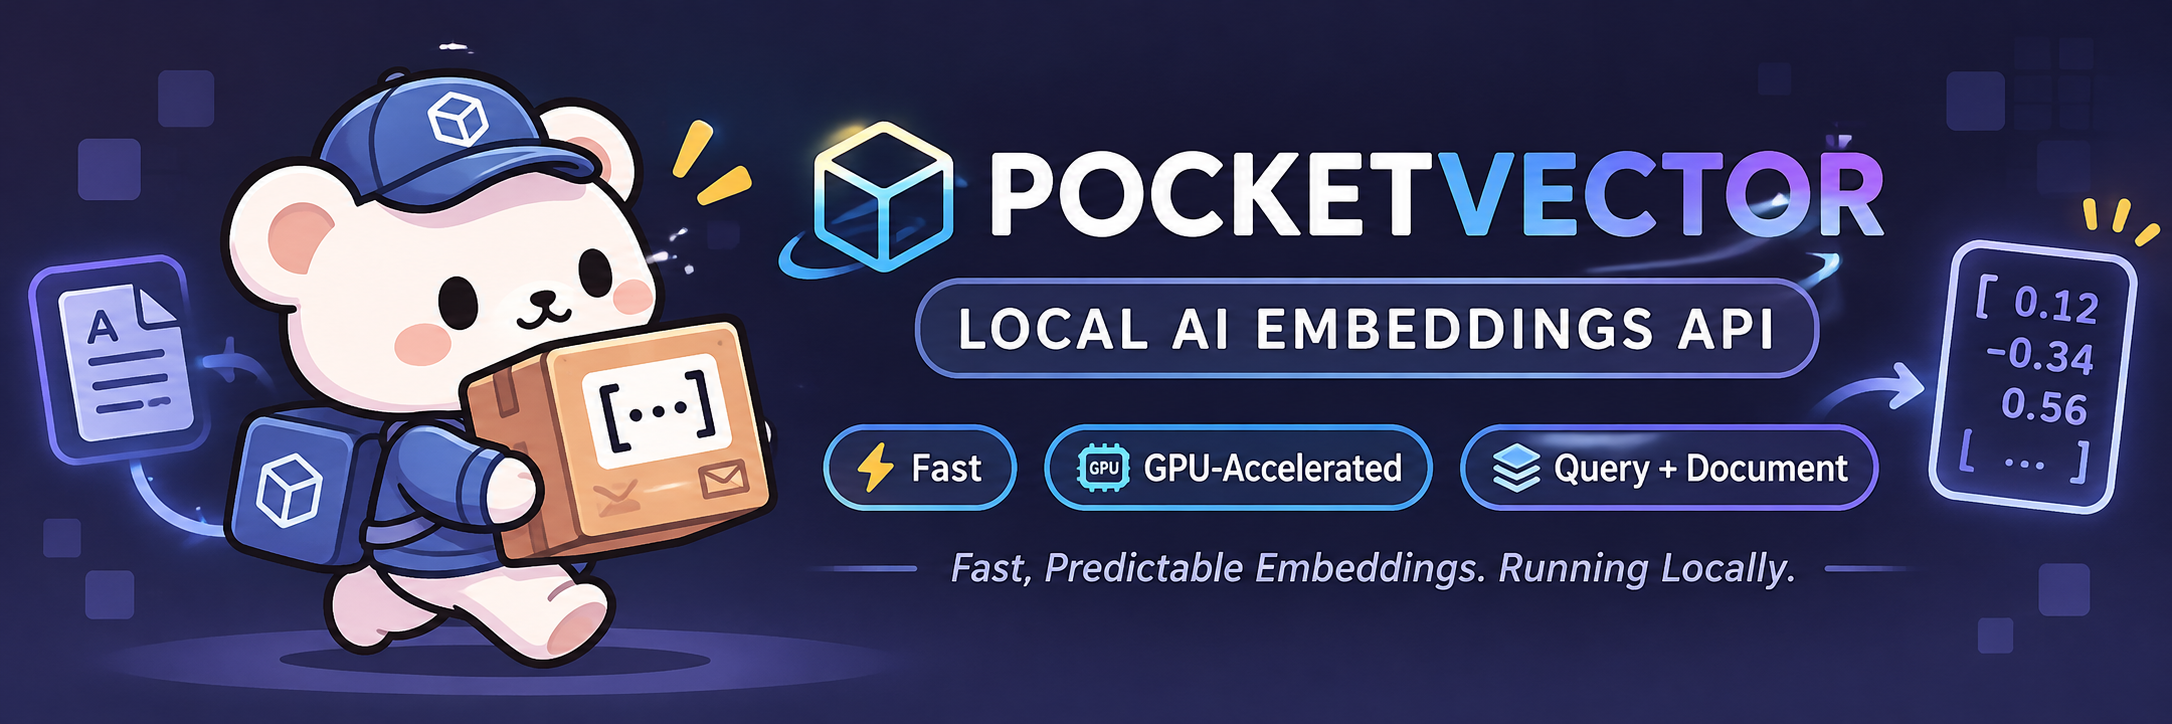 POCKETVECTOR
LOCAL AI EMBEDDINGS API
Fast
GPU
GPU-Accelerated
Query + Document
Fast, Predictable Embeddings. Running Locally.
A
[...]
[ 0.12
-0.34
0.56
[ ... ]